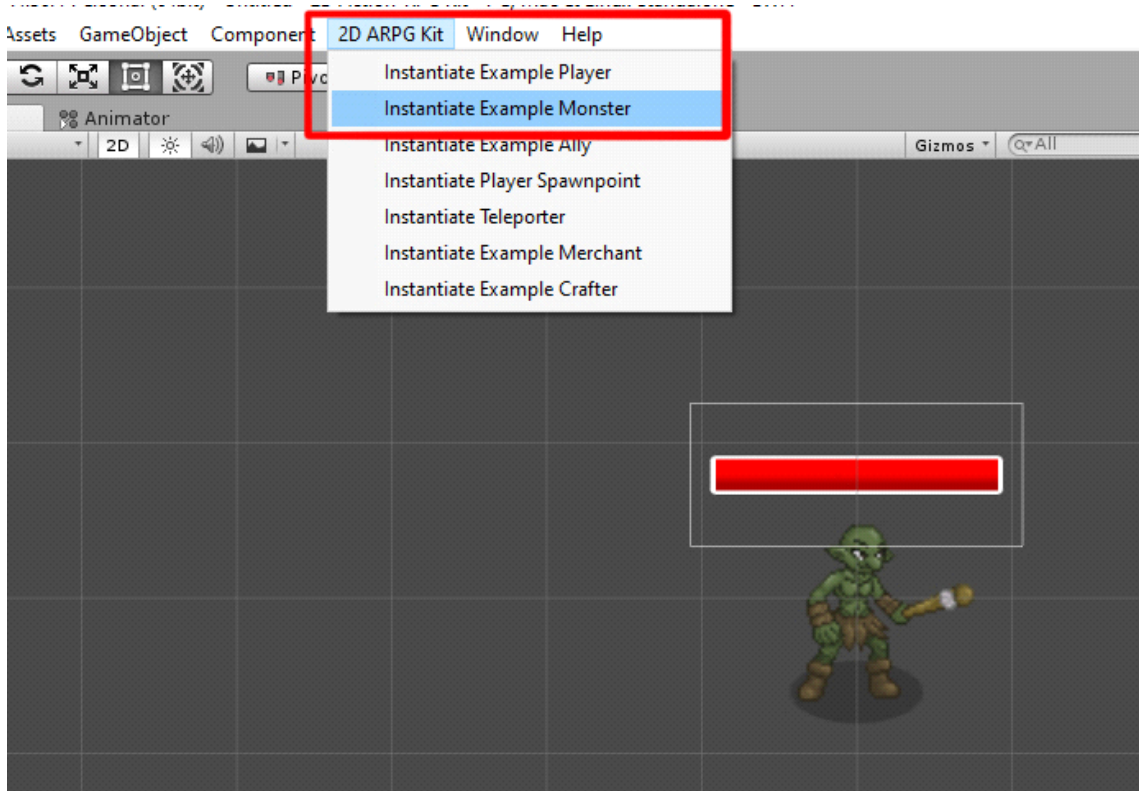 Assets GameObject Component 2D ARPG Kit Window Help
Pivo
Instantiate Example Player
Instantiate Example Monster
Animator
2D
Gizmos
All
Instantiate Example Ally
Instantiate Player Spawnpoint
Instantiate Teleporter
Instantiate Example Merchant
Instantiate Example Crafter